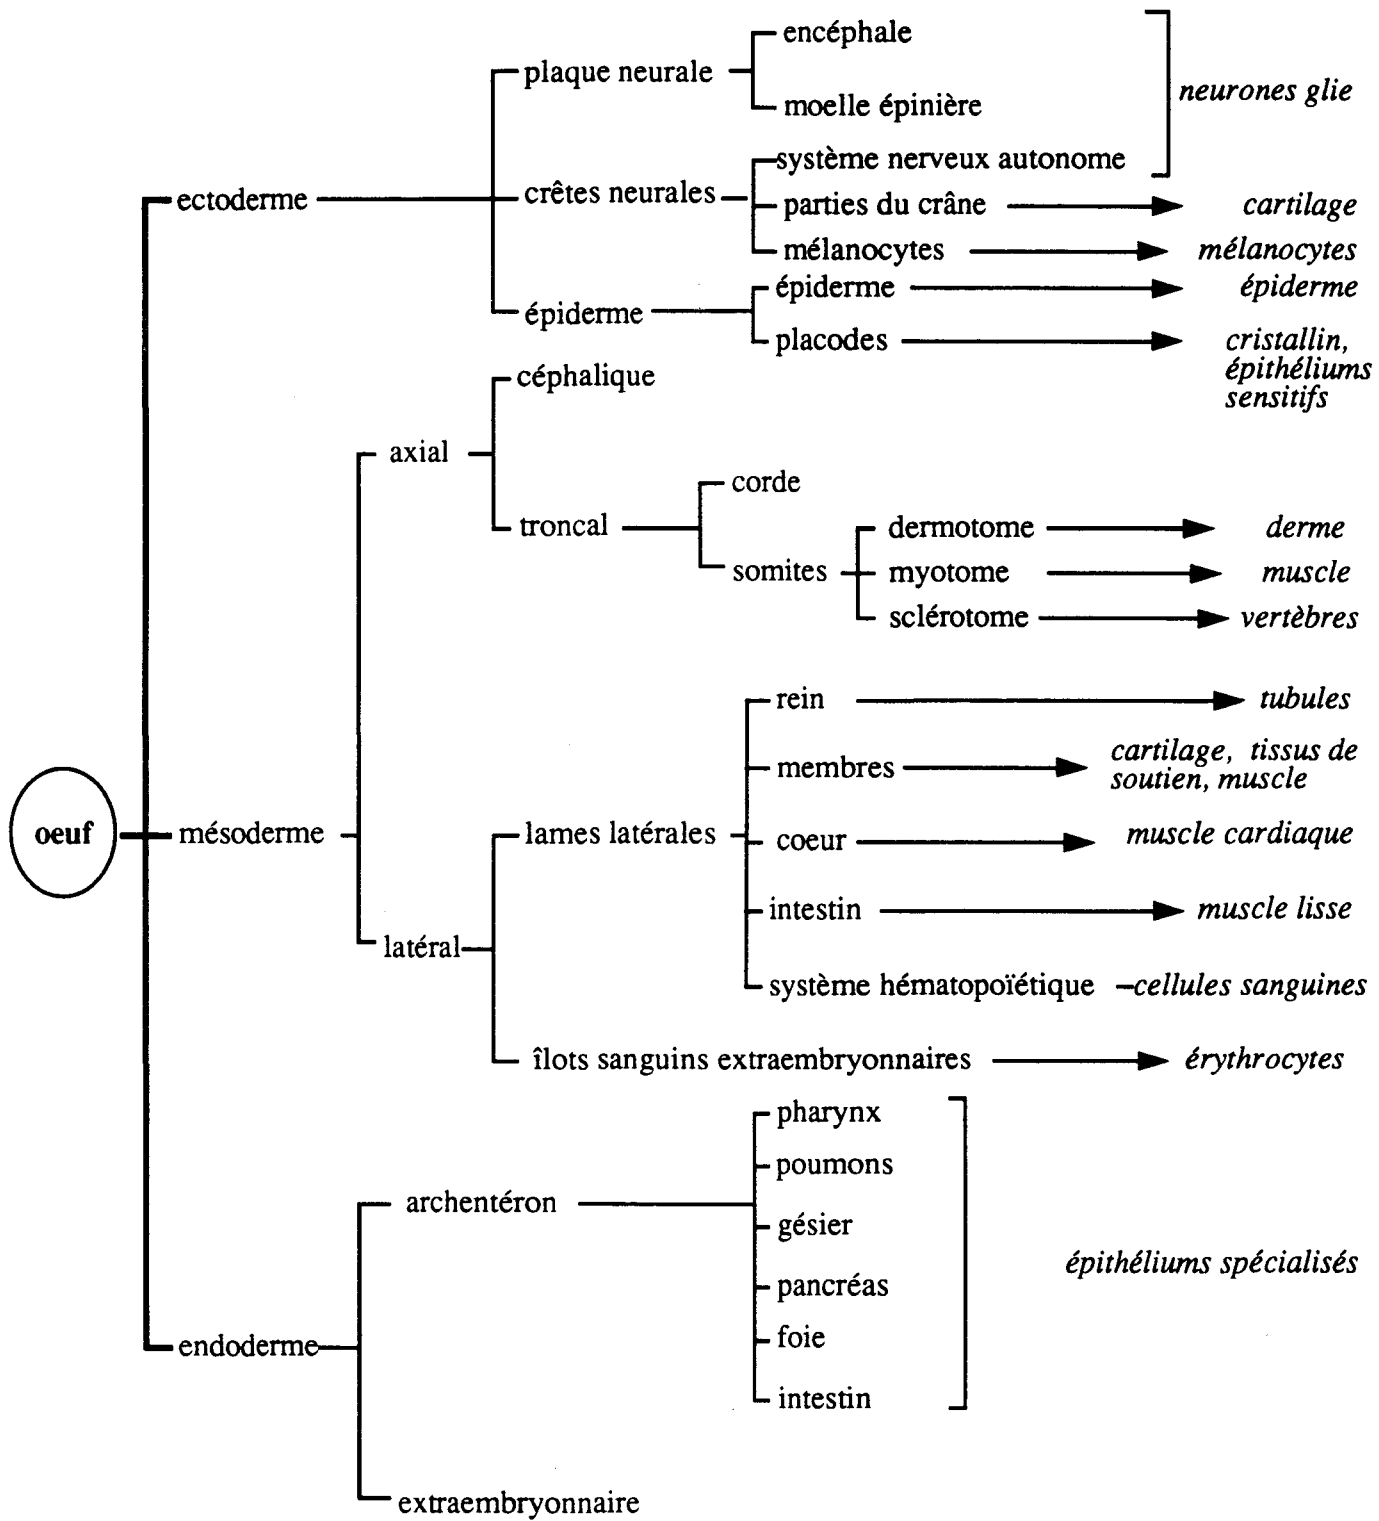 encéphale
plaque neurale
moelle épinière
neurones glie
système nerveux autonome
ectoderme
crêtes neurales
parties du crâne
cartilage
mélanocytes
mélanocytes
épiderme
épiderme
épiderme
placodes
cristallin,
épithéliums
sensitifs
céphalique
axial
corde
troncal
dermotome
derme
somites
myotome
muscle
sclérotome
vertèbres
rein
tubules
membres
cartilage, tissus de
soutien, muscle
oeuf
mésoderme
lames latérales
coeur
muscle cardiaque
intestin
muscle lisse
latéral
système hématopoïétique
cellules sanguines
îlots sanguins extraembryonnaires
érythrocytes
pharynx
poumons
archentéron
gésier
épithéliums spécialisés
pancréas
foie
endoderme
intestin
extraembryonnaire